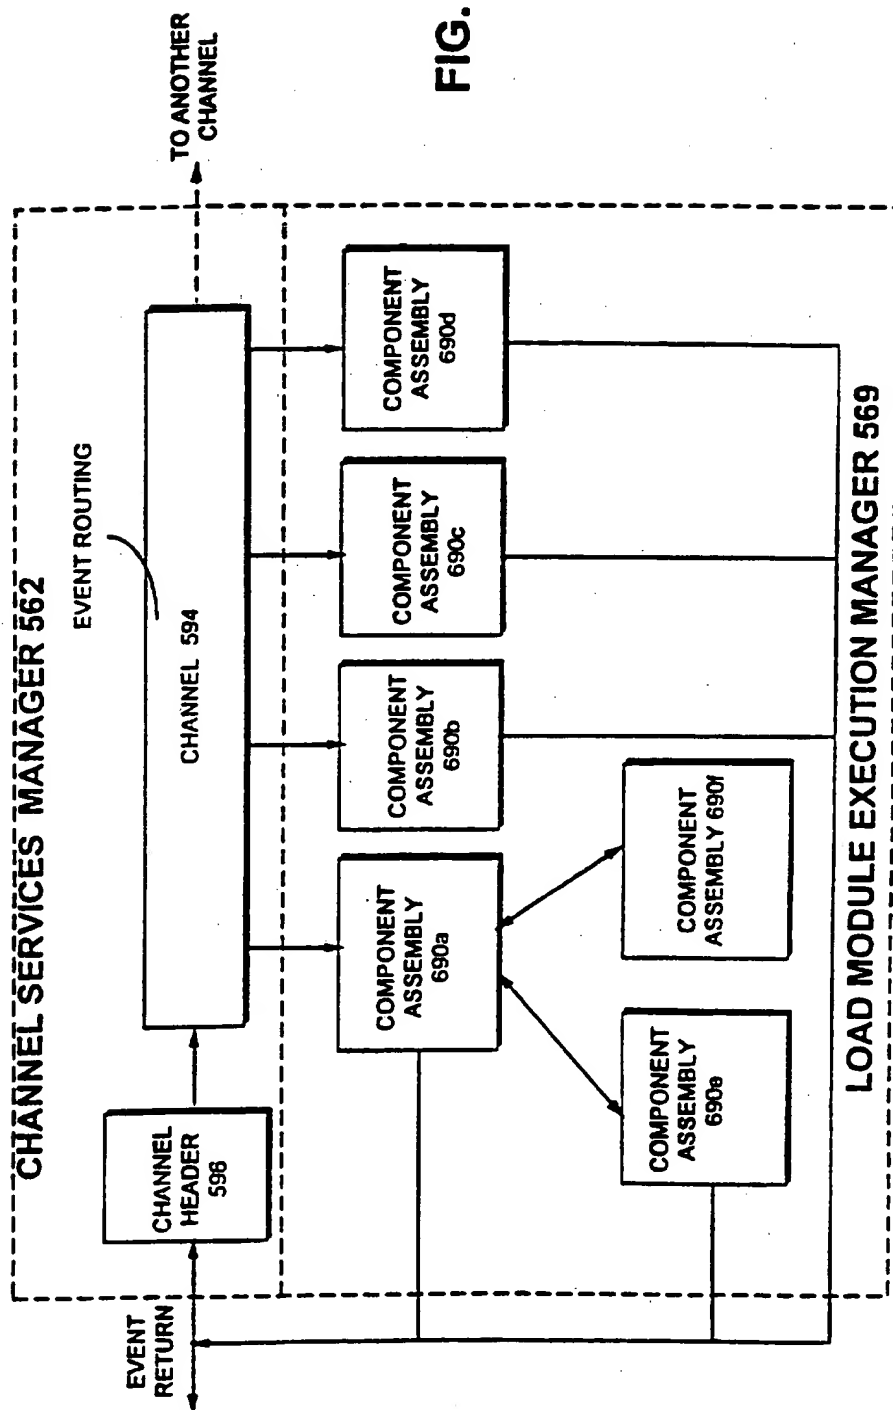 CHANNEL SERVICES MANAGER 562
EVENT ROUTING
TO ANOTHER
CHANNEL
EVENT
RETURN
CHANNEL
HEADER
596
CHANNEL 594
COMPONENT
ASSEMBLY
690a
COMPONENT
ASSEMBLY
690b
COMPONENT
ASSEMBLY
690c
COMPONENT
ASSEMBLY
690d
COMPONENT
ASSEMBLY
690e
COMPONENT
ASSEMBLY 690f
LOAD MODULE EXECUTION MANAGER 569
FIG.